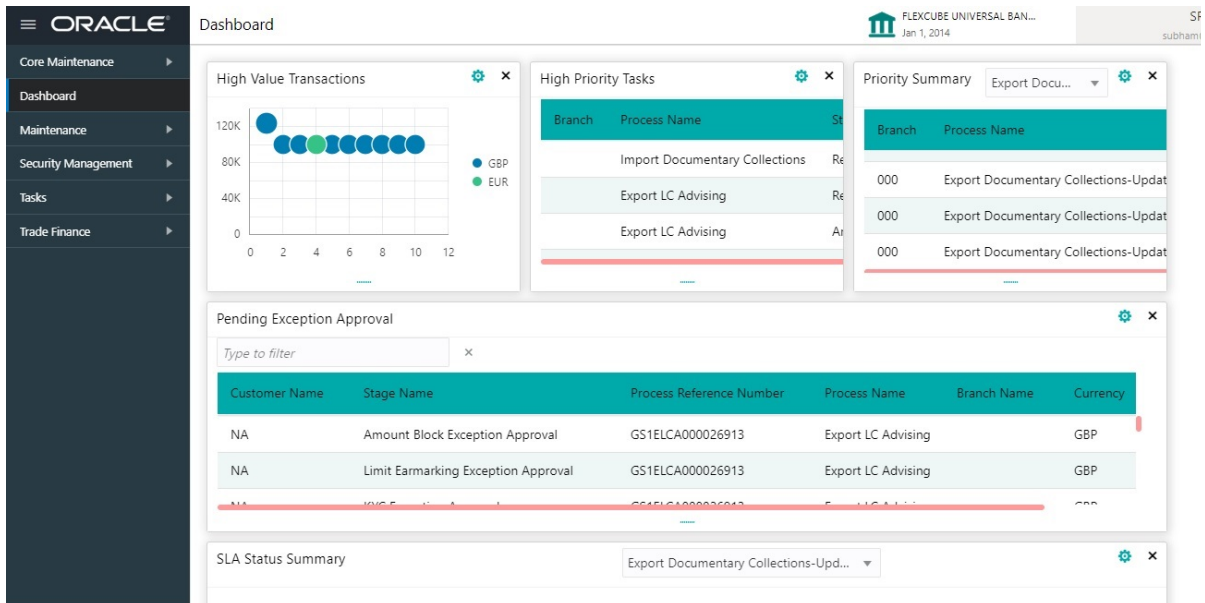 ORACLE
Dashboard
FLEXCUBE UNIVERSAL BAN...
Jan 1, 2014
Core Maintenance
Dashboard
Maintenance
Security Management
Tasks
Trade Finance
High Value Transactions
120K
80K
40K
0
0 2 4 6 8 10 12
GBP
EUR
High Priority Tasks
Branch Process Name
Import Documentary Collections
Export LC Advising
Export LC Advising
Priority Summary Export Docu...
Branch Process Name
000 Export Documentary Collections-Updat
000 Export Documentary Collections-Updat
000 Export Documentary Collections-Updat
Pending Exception Approval
Type to filter
Customer Name Stage Name Process Reference Number Process Name Branch Name Currency
NA Amount Block Exception Approval GS1ELCA000026913 Export LC Advising GBP
NA Limit Earmarking Exception Approval GS1ELCA000026913 Export LC Advising GBP
SLA Status Summary Export Documentary Collections-Upd...